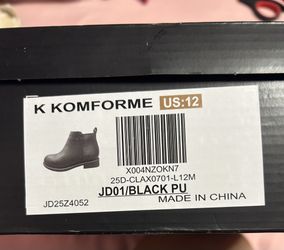 K KOMFORME US:12
X004NZOKN7
25D-CLAX0701-L12M
JD01/BLACK PU
JD25Z4052
MADE IN CHINA